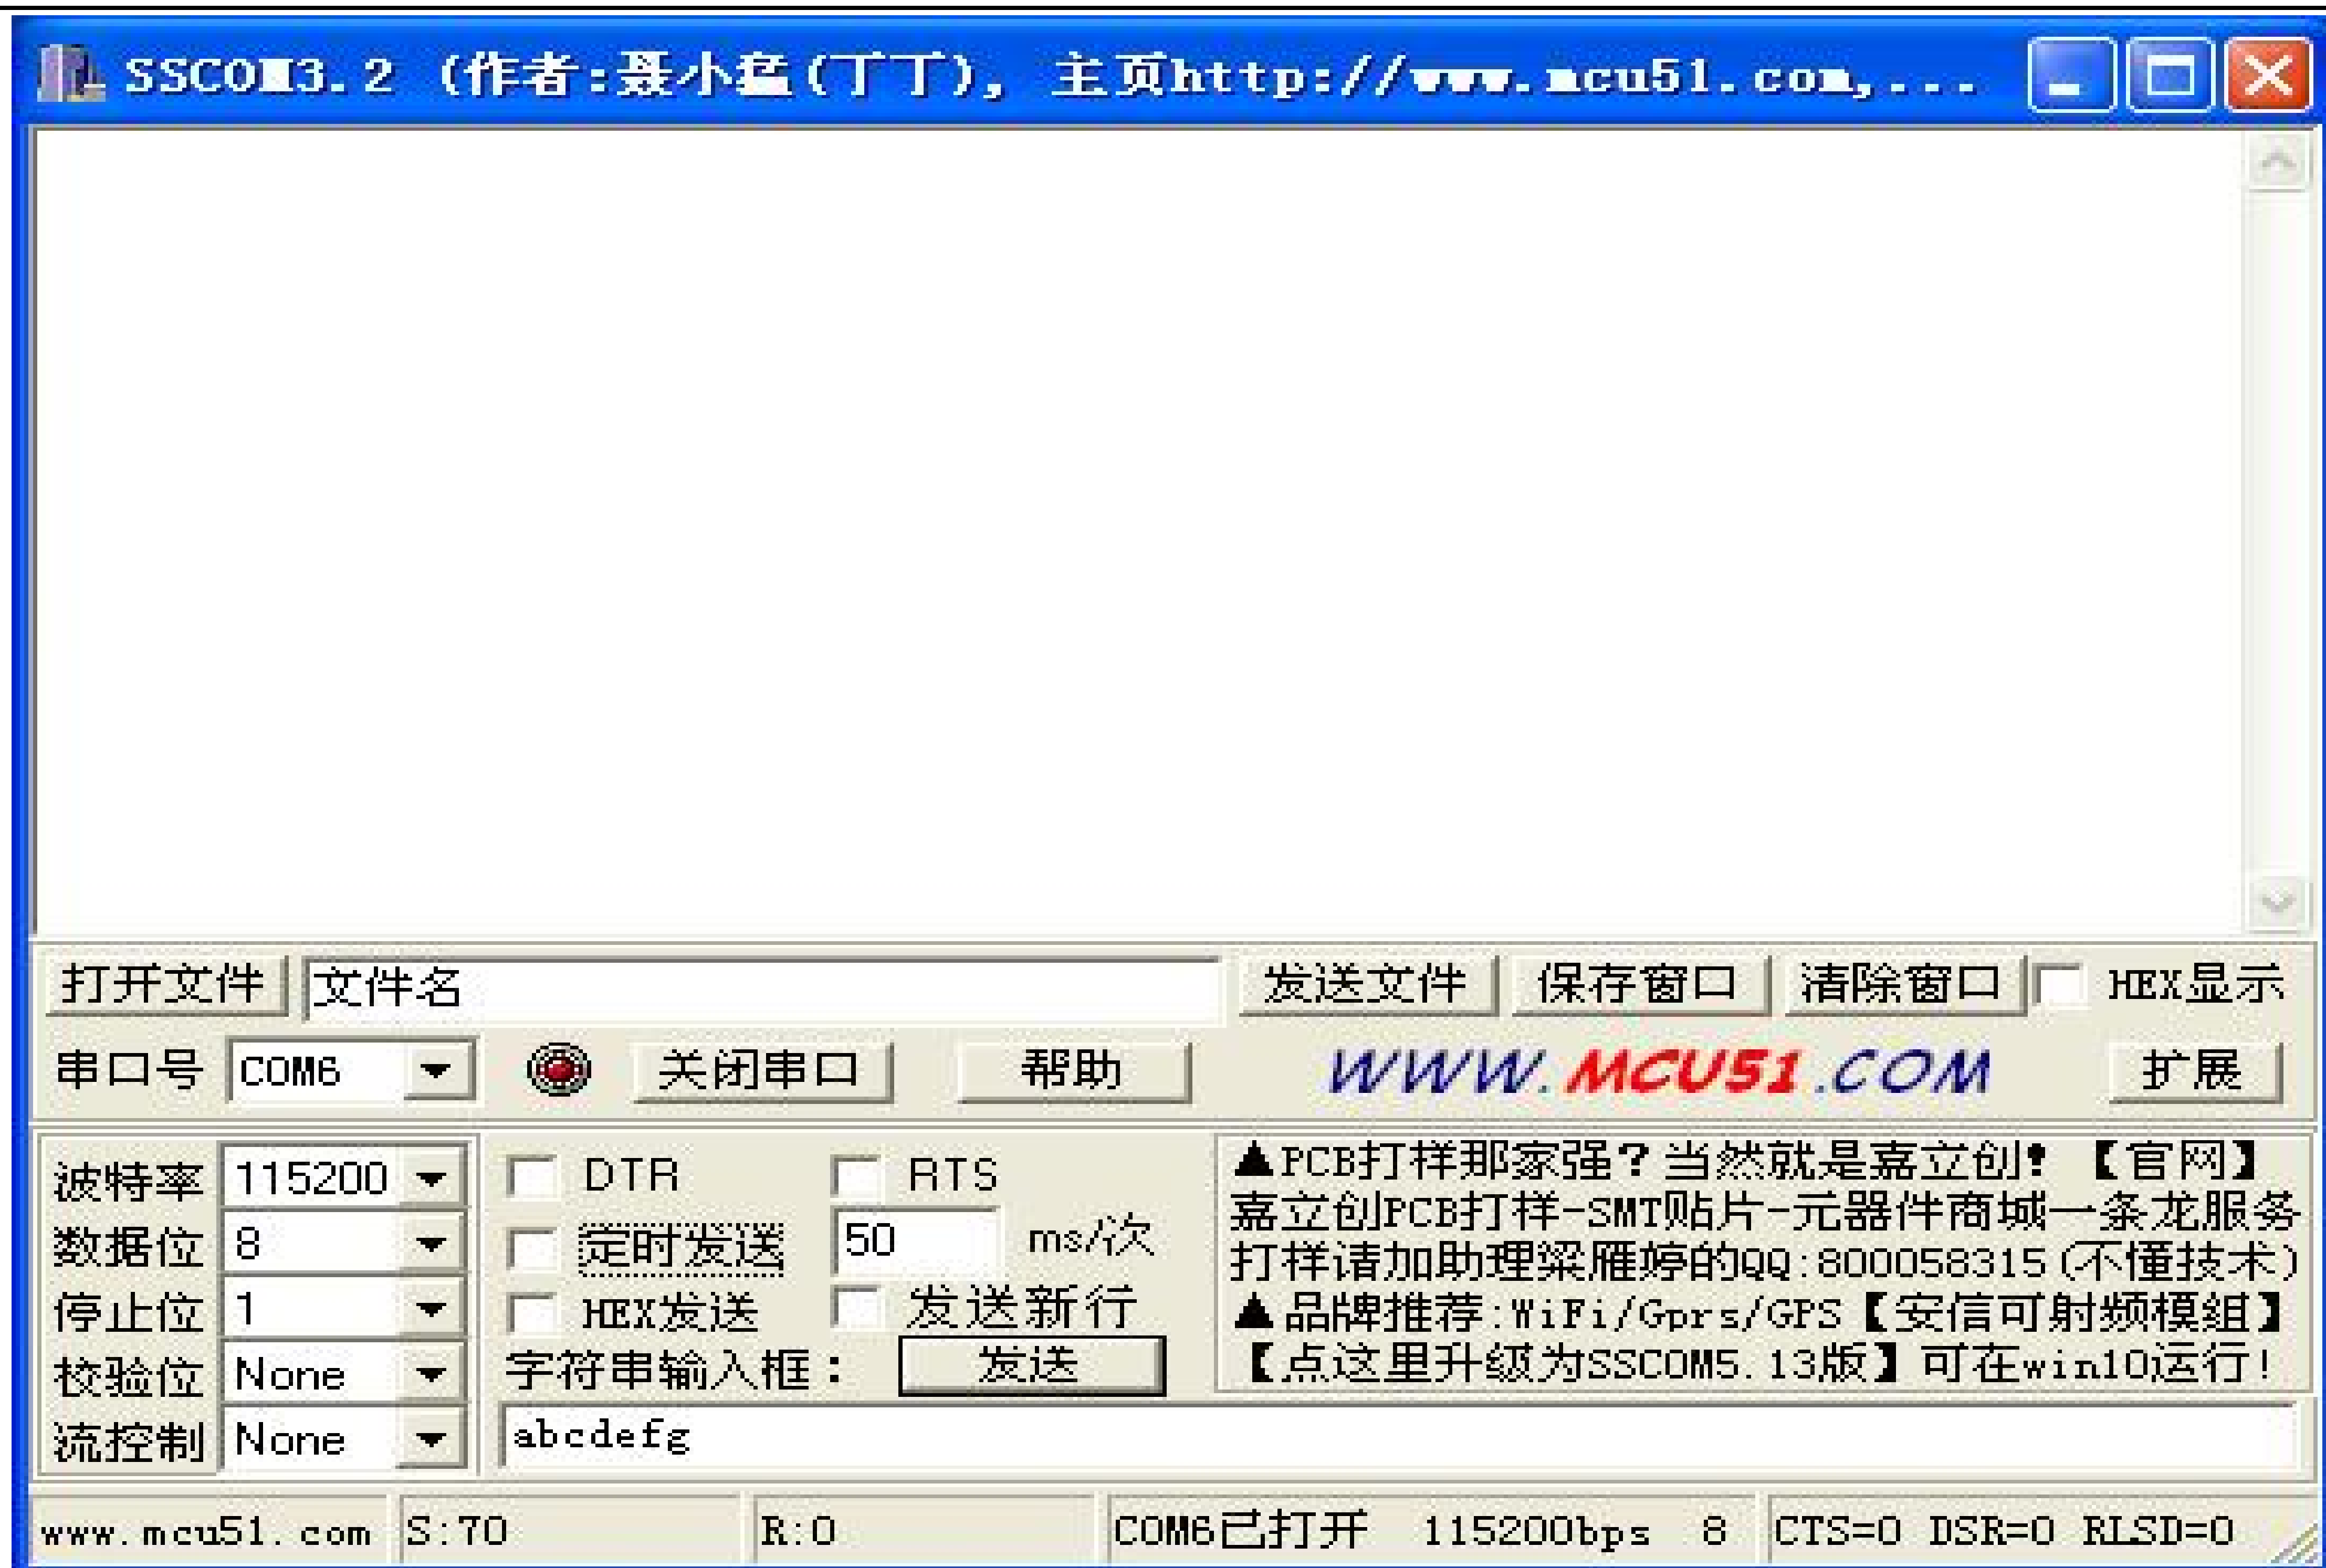 SSCOM3.2 (作者:聂小猛(丁丁), 主页http://www.mcu51.com,...
打开文件 文件名 发送文件 保存窗口 清除窗口 HEX显示
串口号 COM6 关闭串口 帮助 WWW.MCU51.COM 扩展
波特率 115200 DTR RTS
数据位 8 定时发送 50 ms/次
停止位 1 HEX发送 发送新行
校验位 None 字符串输入框: 发送
流控制 None abcdefg
▲PCB打样那家强?当然就是嘉立创!【官网】
嘉立创PCB打样-SMT贴片-元器件商城一条龙服务
打样请加助理梁雁婷的QQ:800058315(不懂技术)
▲品牌推荐:WiFi/Gprs/GPS【安信可射频模组】
【点这里升级为SSCOM5.13版】可在win10运行!
www.mcu51.com S:70 R:0 COM6已打开 115200bps 8 CTS=0 DSR=0 RLSD=0